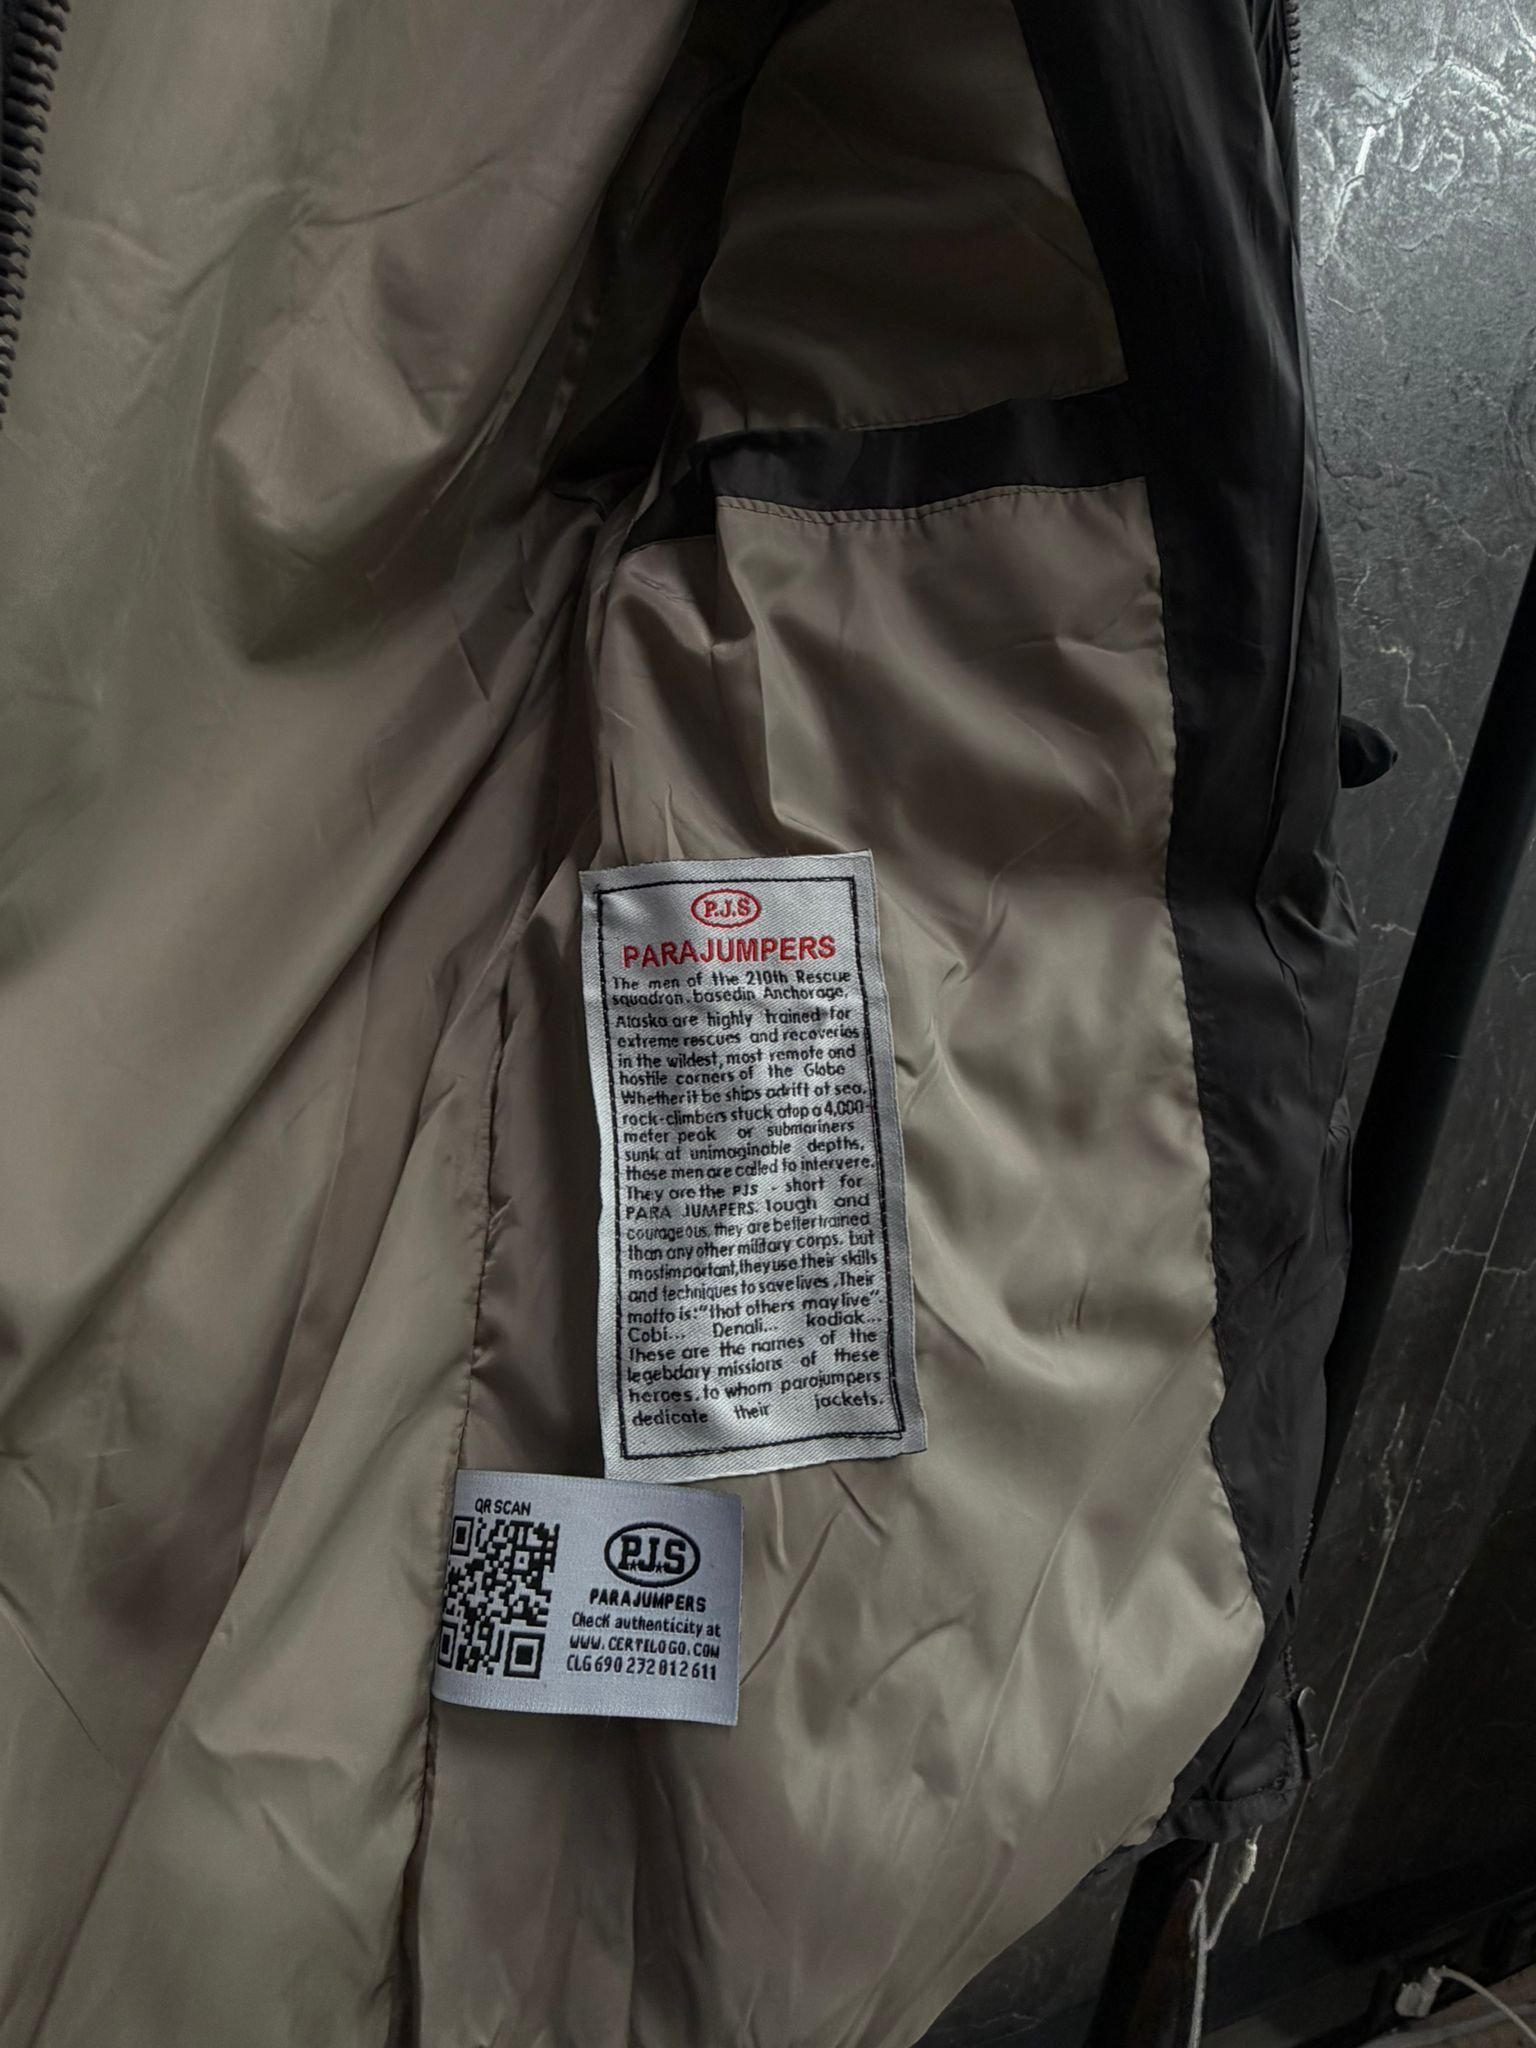 P.J.S
PARAJUMPERS
The men of the 210th Rescue
squadron. basedin Anchorage,
Alaska are highly trained for
extreme rescues and recoveries
in the wildest, most remote and
hostile corners of the Globe
Whetherit be ships adrift at sea.
rock-climbers stuck atop a 4,000-
meter peak or submariners
sunk at unimaginable depths,
these men are called to intervere.
They are the PJS - short for
PARA JUMPERS. lough and
courageous, they are better trained
than any other military corps. but
mostimportant,they use their skills
and techniques to save lives .Their
motto is:"that others may live".
Cobi... Denali... kodiak...
These are the names of the
legebdary missions of these
heroes. to whom parajumpers
dedicate their jackets.
QR SCAN
P.J.S
PARAJUMPERS
Check authenticity at
WWW.CERTILOGO.COM
CLG 690 232 012 611